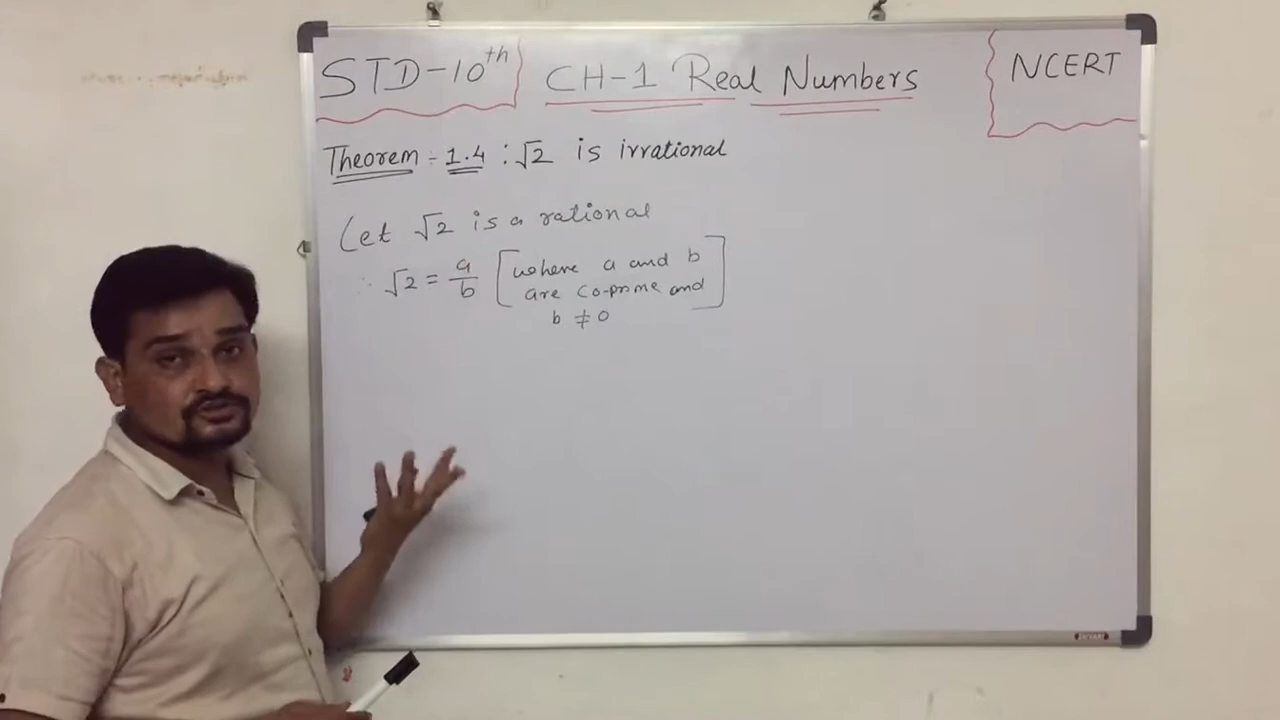 STD-10th CH-1 Real Numbers NCERT
Theorem - 1.4 : √2 is irrational
Let √2 is a rational
∴ √2 = a/b [where a and b
are co-prime and]
b ≠ 0